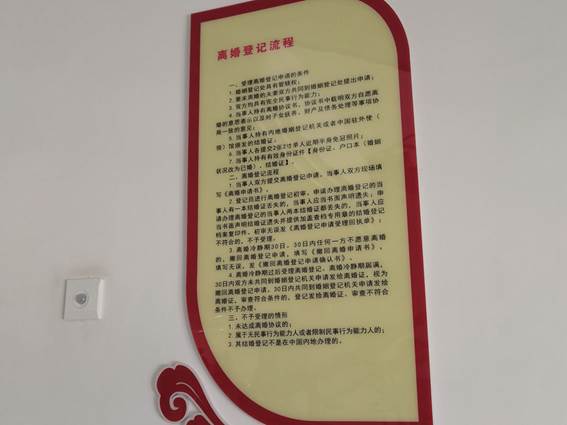 离婚登记流程
一、受理离婚登记申请的条件
1. 婚姻登记处具有管辖权；
2. 要求离婚的夫妻双方共同到婚姻登记处提出申请；
3. 双方均具有完全民事行为能力；
4. 当事人持有离婚协议书，协议书中载明双方自愿离
婚的意思表示以及对子女抚养、财产及债务处理等事项协
商一致的意见；
5. 当事人持有内地婚姻登记机关或者中国驻外使（
领）馆颁发的结婚证；
6. 当事人各提交2张2寸单人近期半身免冠照片；
7. 当事人持有有效身份证件【身份证、户口本（婚姻
状况改为已婚）、结婚证】。
二、离婚登记流程
1. 当事人双方提交离婚登记申请，当事人双方现场填
写《离婚申请书》；
2. 登记员进行离婚登记初审，申请办理离婚登记的当
事人有一本结婚证丢失的，当事人应当书面声明遗失；申
请办理离婚登记的当事人两本结婚证都丢失的，当事人应
当书面声明结婚证遗失并提供加盖查档专用章的结婚登记
档案复印件，初审无误发《离婚登记申请受理回执单》；
不符合的，不予受理。
3. 离婚冷静期30日，30日内任何一方不愿意离婚
的，撤回离婚登记申请，填写《撤回离婚申请书》，
填写无误，发《撤回离婚登记申请确认书》。
4. 离婚冷静期过后受理离婚登记，离婚冷静期届满，
30日内双方未共同到婚姻登记机关申请发给离婚证，视为
撤回离婚登记申请，30日内共同到婚姻登记机关申请发给
离婚证，审查符合条件的，登记发给离婚证，审查不符合
条件不予办理。
三、不予受理的情形
1. 未达成离婚协议的；
2. 属于无民事行为能力人或者限制民事行为能力人的；
3. 其结婚登记不是在中国内地办理的。